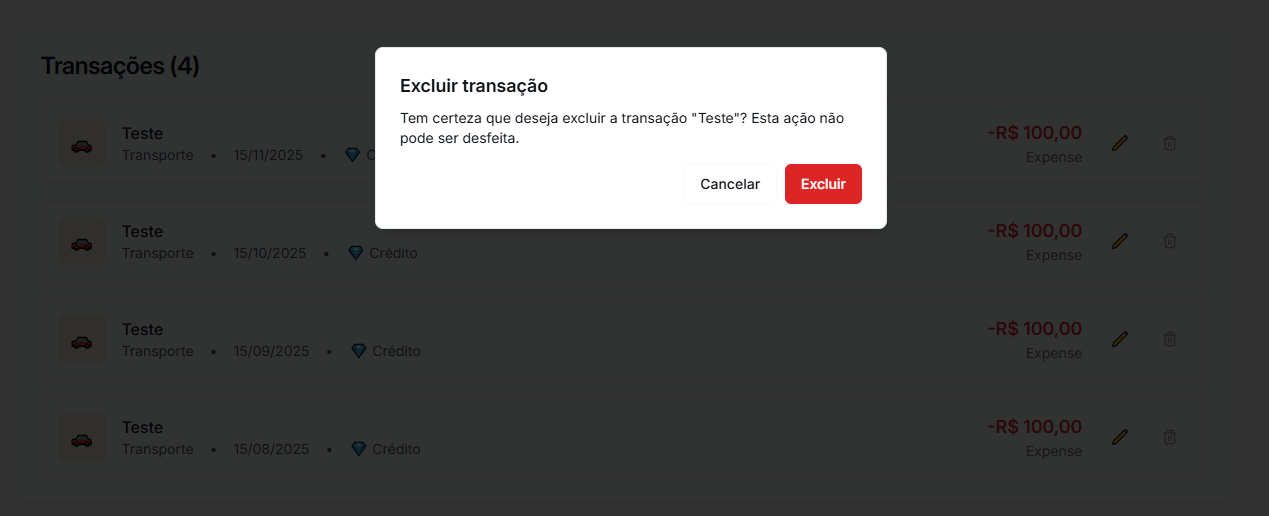 Transações (4)
Excluir transação
Tem certeza que deseja excluir a transação "Teste"? Esta ação não
pode ser desfeita.
Cancelar
Excluir
Teste
-R$ 100,00
Transporte • 15/11/2025 • C
Expense
Teste
-R$ 100,00
Transporte • 15/10/2025 • Crédito
Expense
Teste
-R$ 100,00
Transporte • 15/09/2025 • Crédito
Expense
Teste
-R$ 100,00
Transporte • 15/08/2025 • Crédito
Expense